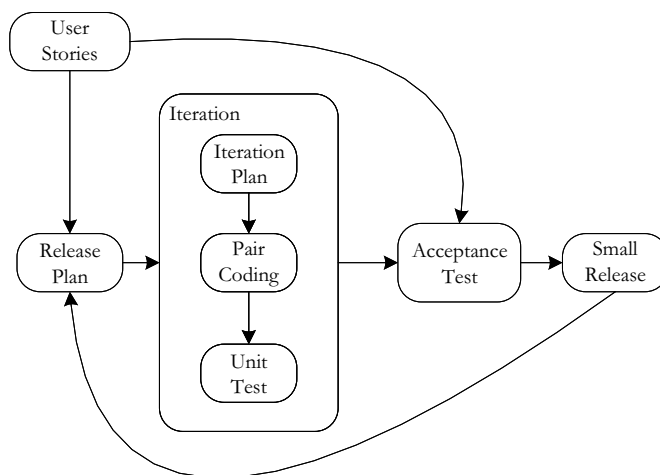 User
Stories
Iteration
Iteration
Plan
Release
Plan
Pair
Coding
Acceptance
Test
Small
Release
Unit
Test